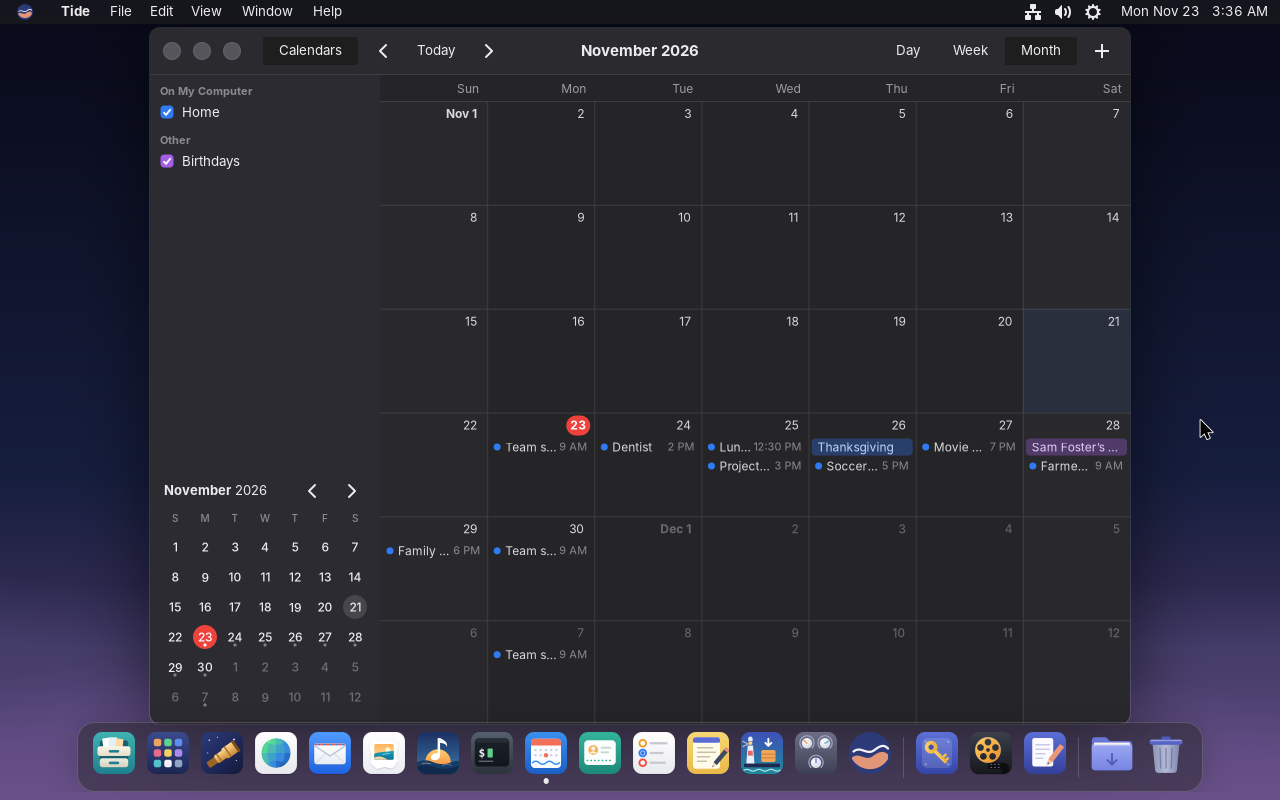 Tide File Edit View Window Help Mon Nov 23 3:36 AM
Calendars Today November 2026 Day Week Month
On My Computer
Home
Other
Birthdays
Sun Mon Tue Wed Thu Fri Sat
Nov 1 2 3 4 5 6 7
8 9 10 11 12 13 14
15 16 17 18 19 20 21
22 23 24 25 26 27 28
Team s... 9 AM Dentist 2 PM Lun... 12:30 PM Thanksgiving Movie ... 7 PM Sam Foster's ...
Project... 3 PM Soccer... 5 PM Farme... 9 AM
29 30 Dec 1 2 3 4 5
Family ... 6 PM Team s... 9 AM
6 7 8 9 10 11 12
Team s... 9 AM
November 2026
S M T W T F S
1 2 3 4 5 6 7
8 9 10 11 12 13 14
15 16 17 18 19 20 21
22 23 24 25 26 27 28
29 30 1 2 3 4 5
6 7 8 9 10 11 12
$